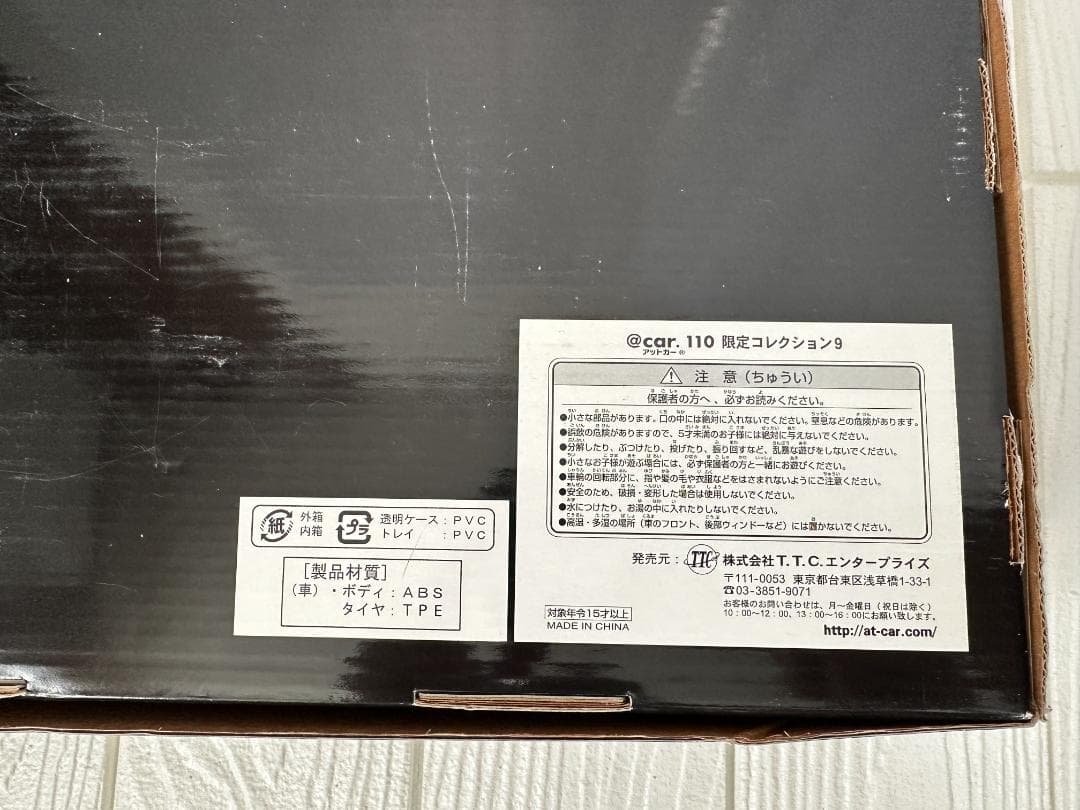 @car. 110 限定コレクション9
アットカー®
注 意(ちゅうい)
保護者の方へ、必ずお読みください。
●小さな部品があります。口の中には絶対に入れないでください。窒息などの危険があります。
●誤飲の危険がありますので、5才未満のお子様には絶対に与えないでください。
●分解したり、ぶつけたり、投げたり、振り回すなど、乱暴な遊びをしないでください。
●小さなお子様が遊ぶ場合には、必ず保護者の方と一緒にお遊びください。
●車輪の回転部分に、指や髪の毛や衣服などをはさまれないようにご注意ください。
●安全のため、破損・変形した場合は使用しないでください。
●水につけたり、お湯の中に入れたりしないでください。
●高温・多湿の場所(車のフロント、後部ウィンドーなど)には置かないでください。
発売元: TTC 株式会社T.T.C.エンタープライズ
〒111-0053 東京都台東区浅草橋1-33-1
☎03-3851-9071
お客様のお問い合わせは、月〜金曜日(祝日は除く)
10:00〜12:00、13:00〜16:00にお願い致します。
http://at-car.com/
対象年令15才以上
MADE IN CHINA
紙 外箱
内箱
プラ 透明ケース:PVC
トレイ :PVC
[製品材質]
(車)・ボディ:ABS
タイヤ:TPE